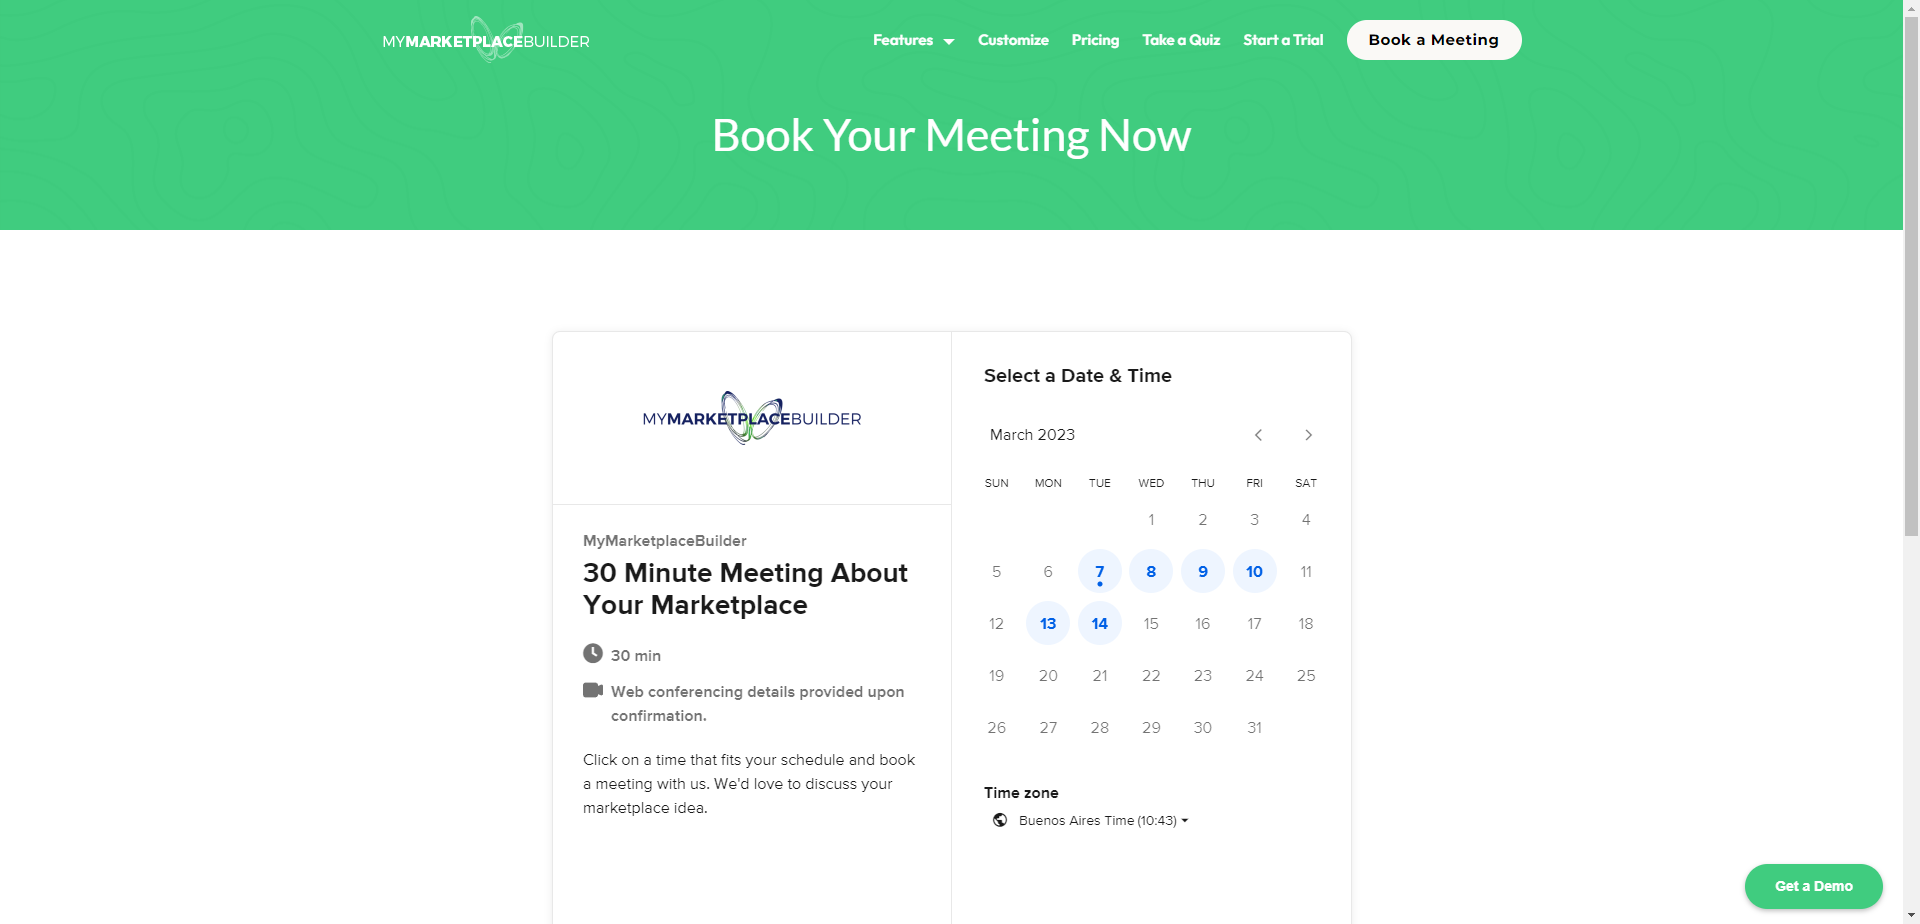 MYMARKETPLACEBUILDER
Features
Customize
Pricing
Take a Quiz
Start a Trial
Book a Meeting
Book Your Meeting Now
MYMARKETPLACEBUILDER
MyMarketplaceBuilder
30 Minute Meeting About
Your Marketplace
30 min
Web conferencing details provided upon
confirmation.
Click on a time that fits your schedule and book
a meeting with us. We'd love to discuss your
marketplace idea.
Select a Date & Time
March 2023
SUN MON TUE WED THU FRI SAT
1 2 3 4
5 6 7 8 9 10 11
12 13 14 15 16 17 18
19 20 21 22 23 24 25
26 27 28 29 30 31
Time zone
Buenos Aires Time (10:43)
Get a Demo